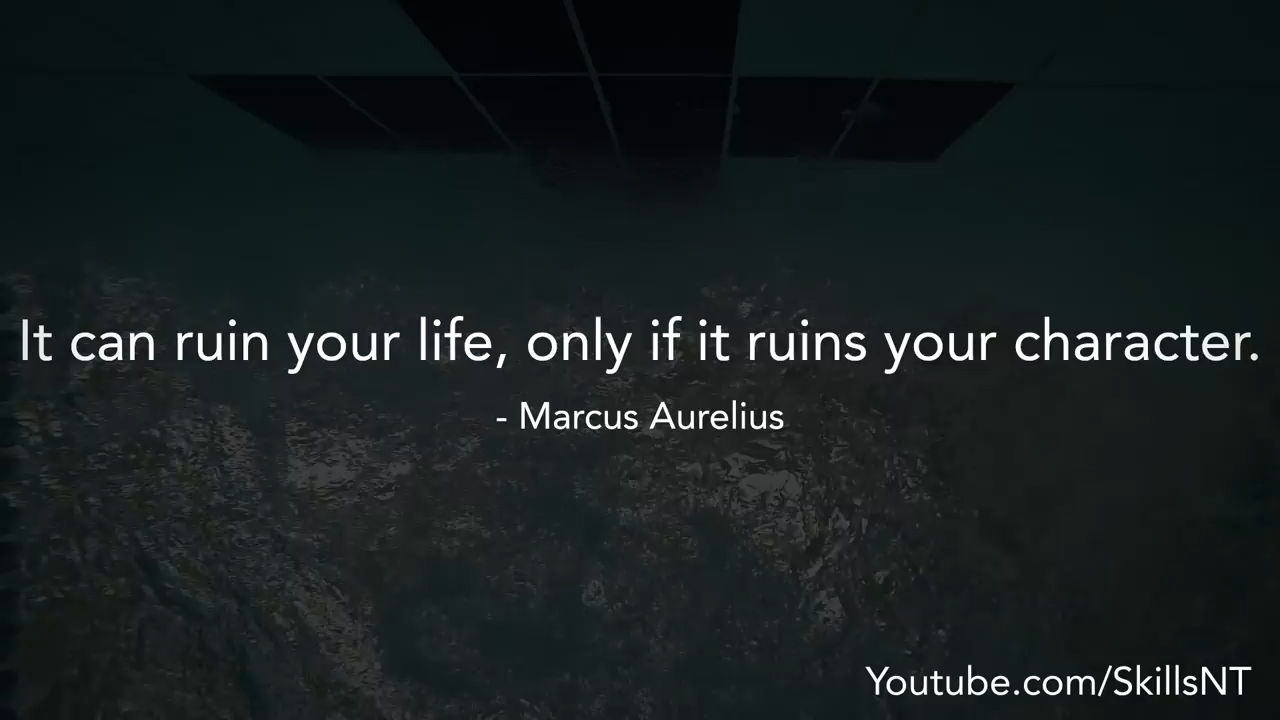 It can ruin your life, only if it ruins your character.
- Marcus Aurelius
Youtube.com/SkillsNT